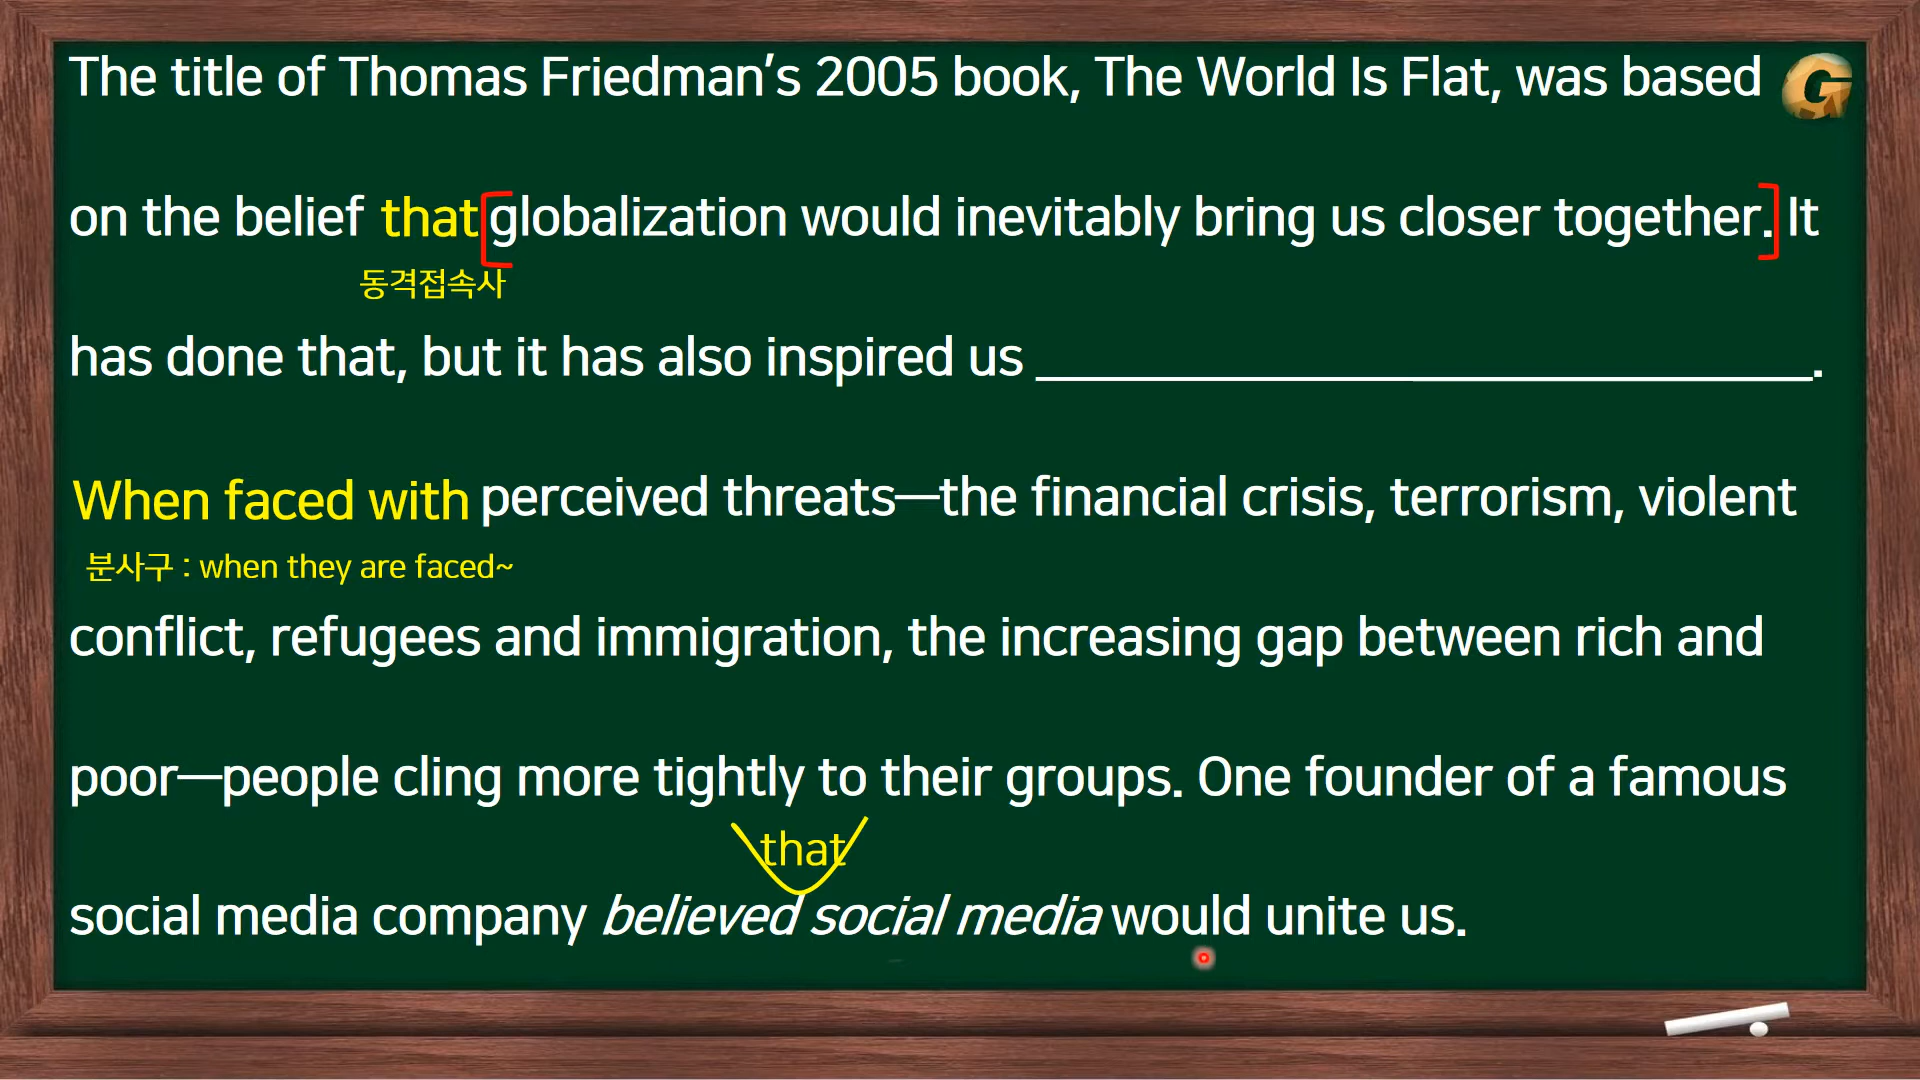 The title of Thomas Friedman’s 2005 book, The World Is Flat, was based
G
on the belief that globalization would inevitably bring us closer together. It
동격접속사
has done that, but it has also inspired us ____________________.
When faced with perceived threats—the financial crisis, terrorism, violent
분사구 : when they are faced~
conflict, refugees and immigration, the increasing gap between rich and
poor—people cling more tightly to their groups. One founder of a famous
that
social media company believed social media would unite us.